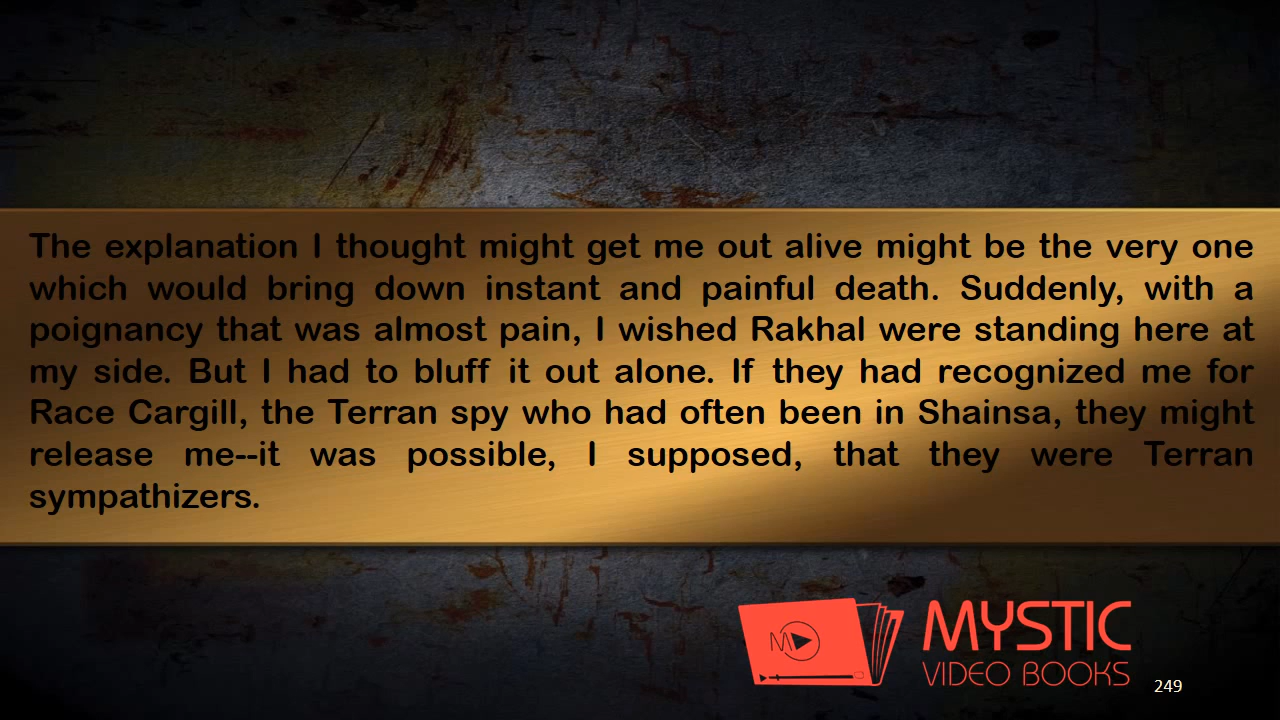 The explanation I thought might get me out alive might be the very one
which would bring down instant and painful death. Suddenly, with a
poignancy that was almost pain, I wished Rakhal were standing here at
my side. But I had to bluff it out alone. If they had recognized me for
Race Cargill, the Terran spy who had often been in Shainsa, they might
release me--it was possible, I supposed, that they were Terran
sympathizers.
M
MYSTIC
VIDEO BOOKS
249